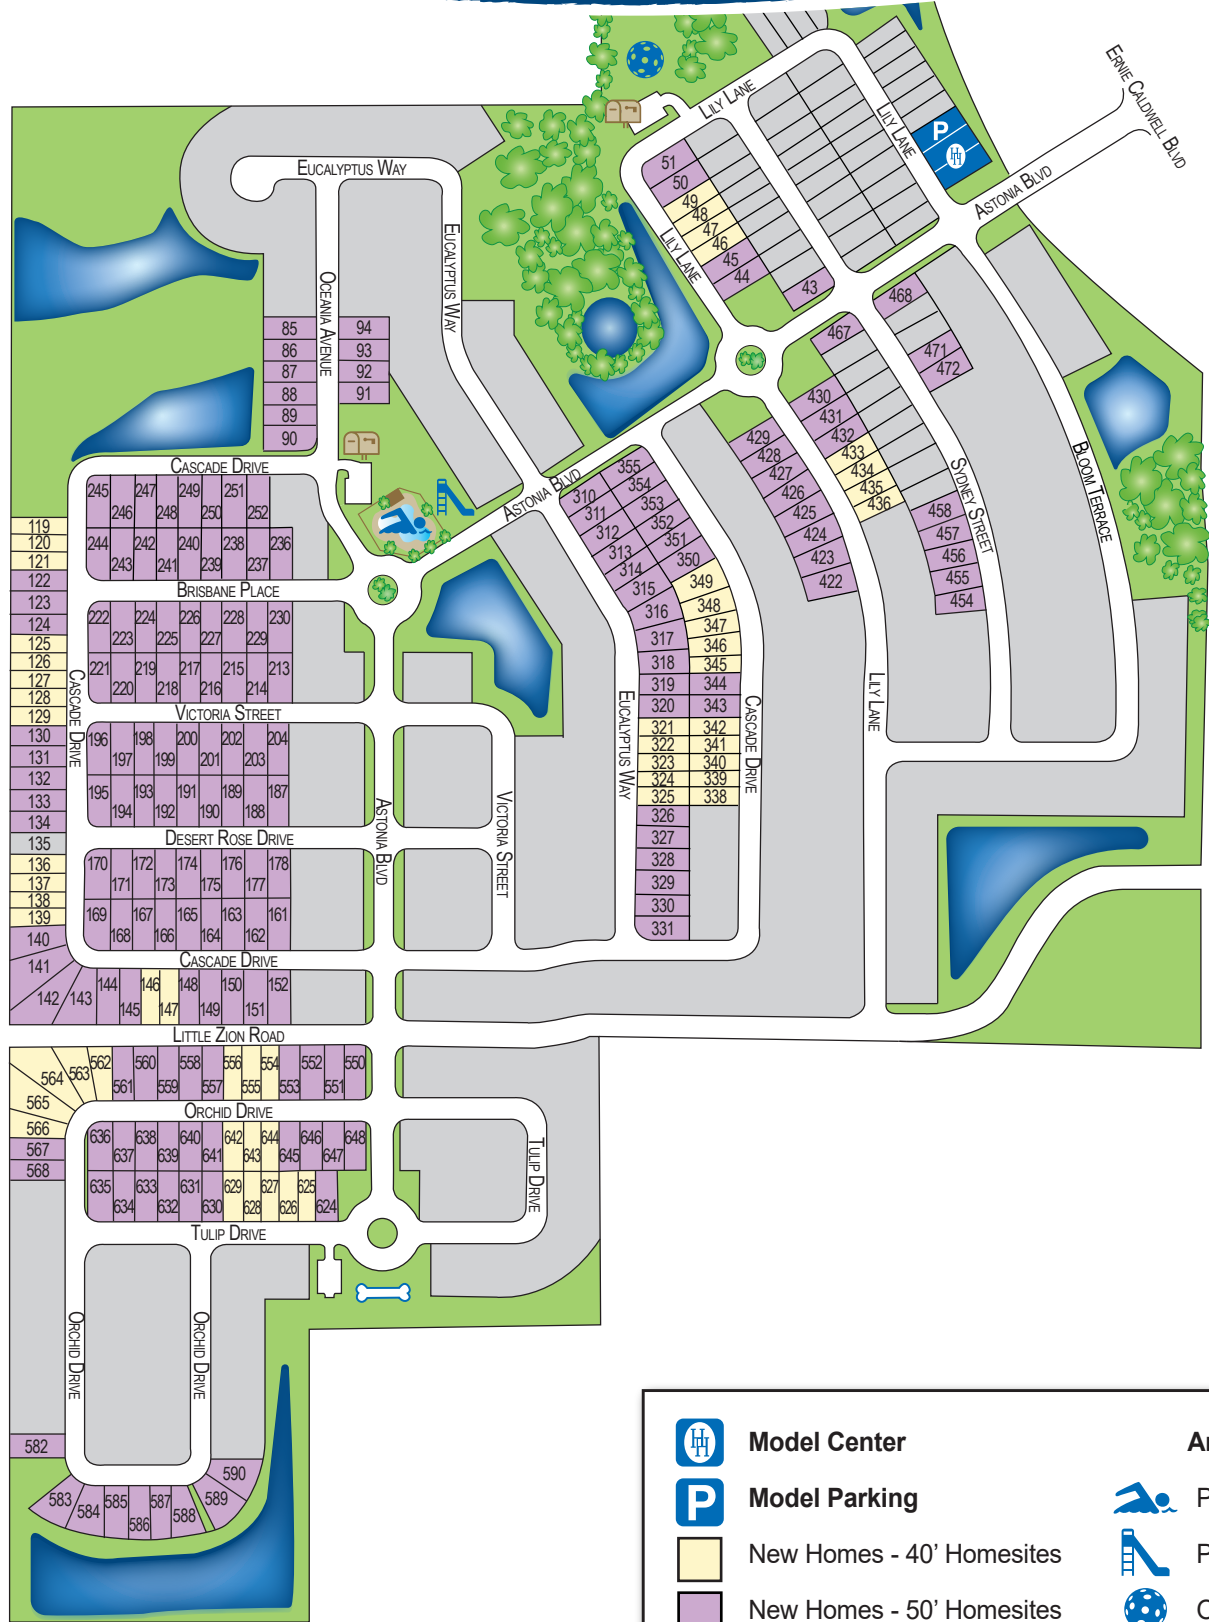 ERNIE CALDWELL BLVD
LILY LANE
LILY LANE
P
H
ASTONIA BLVD
EUCALYPTUS WAY
51
50
49
48
47
46
45
44
43
LILY LANE
EUCALYPTUS WAY
OCEANIA AVENUE
468
467
471
472
85
86
87
88
89
90
94
93
92
91
430
431
432
433
434
435
436
429
428
427
426
425
424
423
422
BLOOM TERRACE
SYDNEY STREET
458
457
456
455
454
CASCADE DRIVE
ASTONIA BLVD
355
354
353
352
351
350
349
348
347
346
345
344
343
342
341
340
339
338
310
311
312
313
314
315
316
317
318
319
320
321
322
323
324
325
326
327
328
329
330
331
245 247 249 251
246 248 250 252
244 242 240 238 236
243 241 239 237
BRISBANE PLACE
222 224 226 228 230
223 225 227 229
221 219 217 215 213
220 218 216 214
VICTORIA STREET
196 198 200 202 204
197 199 201 203
195 193 191 189 187
194 192 190 188
DESERT ROSE DRIVE
170 172 174 176 178
171 173 175 177
169 167 165 163 161
168 166 164 162
CASCADE DRIVE
119
120
121
122
123
124
125
126
127
128
129
130
131
132
133
134
135
136
137
138
139
140
141
142
143
144 146 148 150 152
145 147 149 151
CASCADE DRIVE
ASTONIA BLVD
VICTORIA STREET
EUCALYPTUS WAY
CASCADE DRIVE
LILY LANE
LITTLE ZION ROAD
562 560 558 556 554 552 550
561 559 557 555 553 551
563
564
565
566
567
568
ORCHID DRIVE
636 638 640 642 644 646 648
637 639 641 643 645 647
635 633 631 629 627 625
634 632 630 628 626 624
TULIP DRIVE
TULIP DRIVE
ORCHID DRIVE
ORCHID DRIVE
582
583
584
585
586
587
588
589
590
H Model Center
P Model Parking
New Homes - 40’ Homesites
New Homes - 50’ Homesites